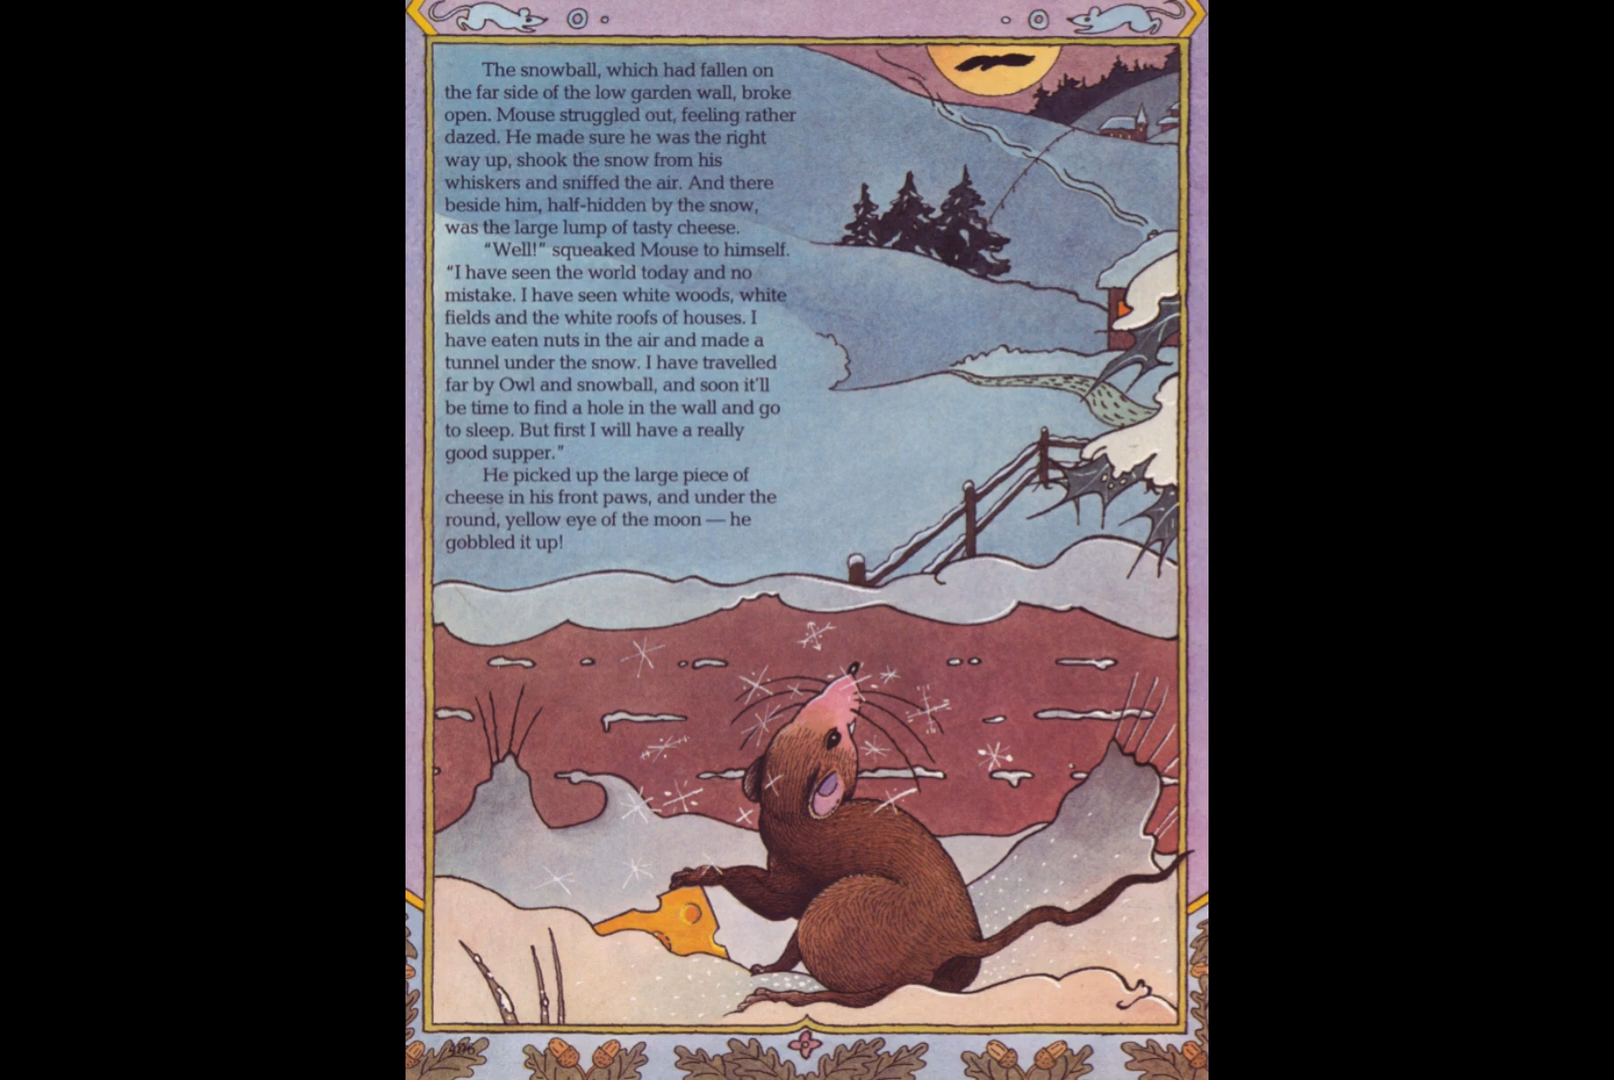 The snowball, which had fallen on
the far side of the low garden wall, broke
open. Mouse struggled out, feeling rather
dazed. He made sure he was the right
way up, shook the snow from his
whiskers and sniffed the air. And there
beside him, half-hidden by the snow,
was the large lump of tasty cheese.
“Well!” squeaked Mouse to himself.
“I have seen the world today and no
mistake. I have seen white woods, white
fields and the white roofs of houses. I
have eaten nuts in the air and made a
tunnel under the snow. I have travelled
far by Owl and snowball, and soon it’ll
be time to find a hole in the wall and go
to sleep. But first I will have a really
good supper.”
He picked up the large piece of
cheese in his front paws, and under the
round, yellow eye of the moon — he
gobbled it up!